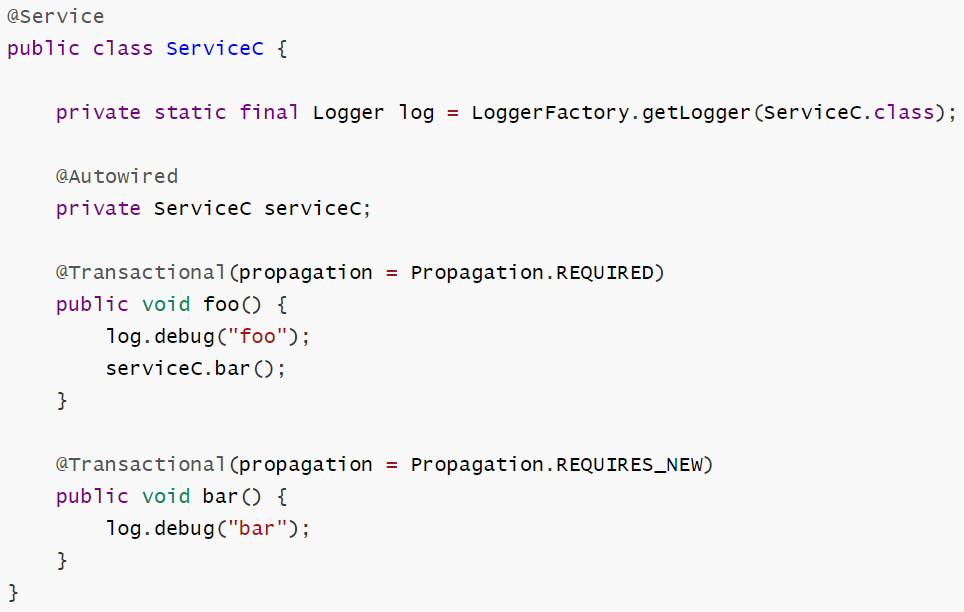 @Service
public class ServiceC {
private static final Logger log = LoggerFactory.getLogger(ServiceC.class);
@Autowired
private ServiceC serviceC;
@Transactional(propagation = Propagation.REQUIRED)
public void foo() {
log.debug("foo");
serviceC.bar();
}
@Transactional(propagation = Propagation.REQUIRES_NEW)
public void bar() {
log.debug("bar");
}
}